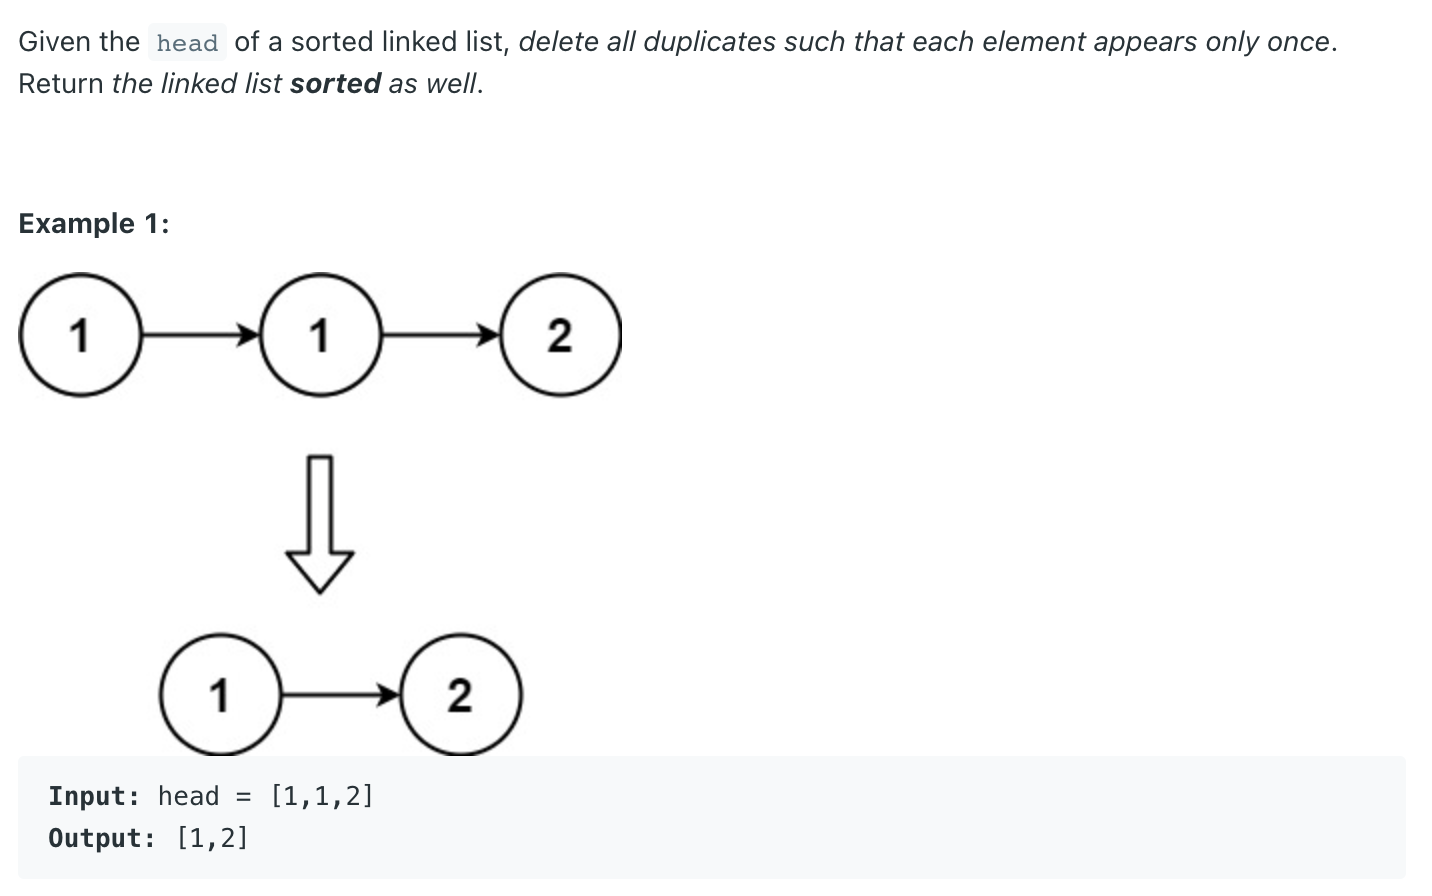 Given the head of a sorted linked list, delete all duplicates such that each element appears only once.
Return the linked list sorted as well.
Example 1:
1 1 2
1 2
Input: head = [1,1,2]
Output: [1,2]